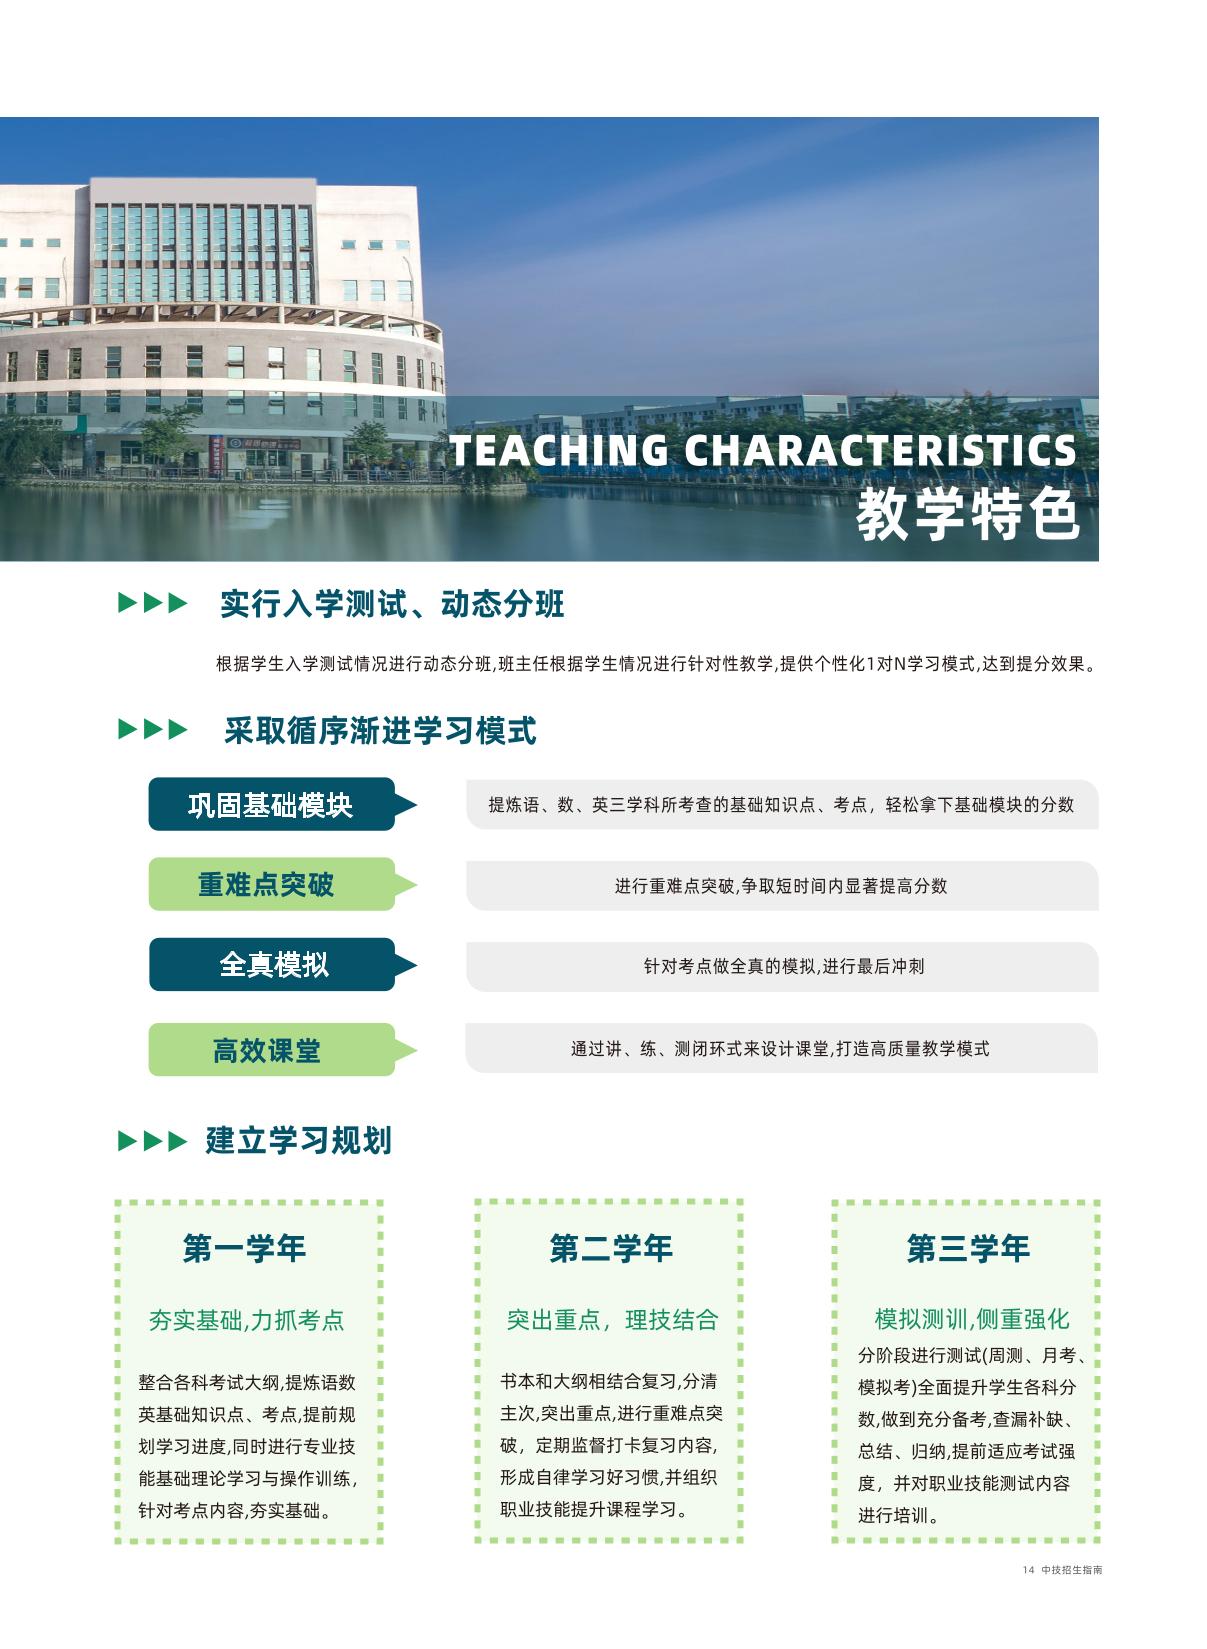 TEACHING CHARACTERISTICS
教学特色
实行入学测试、动态分班
根据学生入学测试情况进行动态分班,班主任根据学生情况进行针对性教学,提供个性化1对N学习模式,达到提分效果。
采取循序渐进学习模式
巩固基础模块
提炼语、数、英三学科所考查的基础知识点、考点，轻松拿下基础模块的分数
重难点突破
进行重难点突破,争取短时间内显著提高分数
全真模拟
针对考点做全真的模拟,进行最后冲刺
高效课堂
通过讲、练、测闭环式来设计课堂,打造高质量教学模式
建立学习规划
第一学年
夯实基础,力抓考点
整合各科考试大纲,提炼语数
英基础知识点、考点,提前规
划学习进度,同时进行专业技
能基础理论学习与操作训练,
针对考点内容,夯实基础。
第二学年
突出重点，理技结合
书本和大纲相结合复习,分清
主次,突出重点,进行重难点突
破，定期监督打卡复习内容,
形成自律学习好习惯,并组织
职业技能提升课程学习。
第三学年
模拟测训,侧重强化
分阶段进行测试(周测、月考、
模拟考)全面提升学生各科分
数,做到充分备考,查漏补缺、
总结、归纳,提前适应考试强
度，并对职业技能测试内容
进行培训。
14 中技招生指南